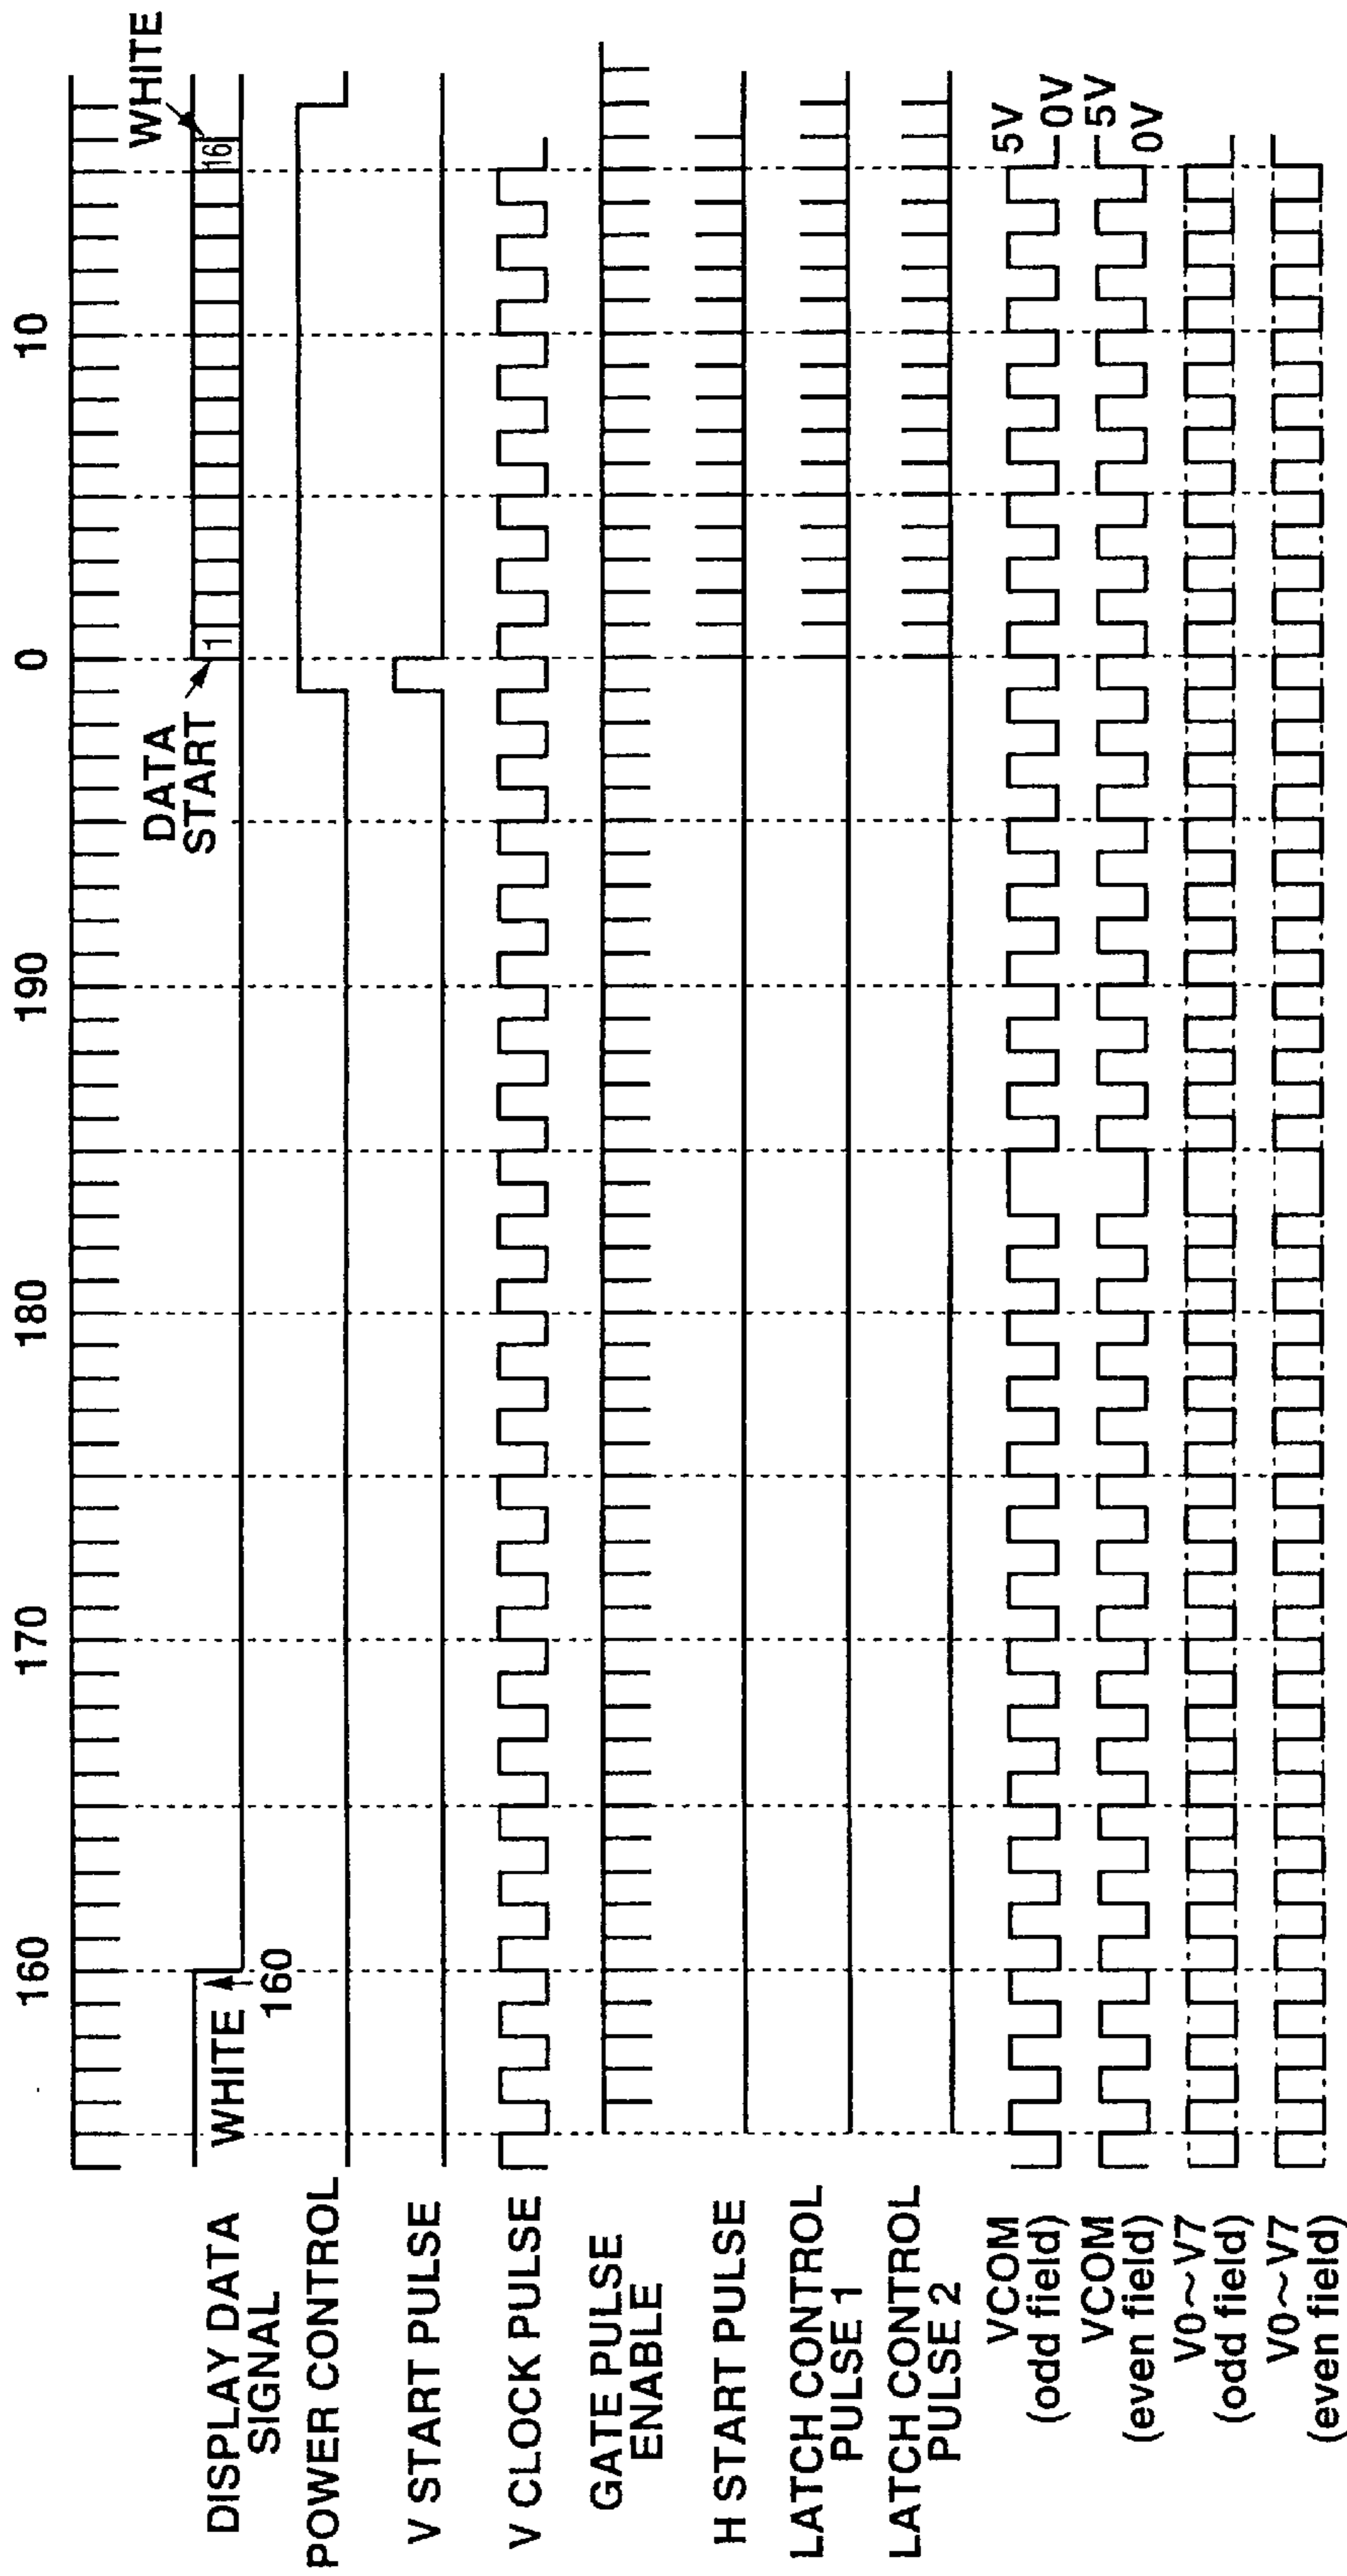 160 170 180 190 0 10
DISPLAY DATA
SIGNAL
WHITE
160
DATA
START
1
16
WHITE
POWER CONTROL
V START PULSE
V CLOCK PULSE
GATE PULSE
ENABLE
H START PULSE
LATCH CONTROL
PULSE 1
LATCH CONTROL
PULSE 2
VCOM
(odd field)
5V
0V
VCOM
(even field)
5V
0V
V0~V7
(odd field)
V0~V7
(even field)